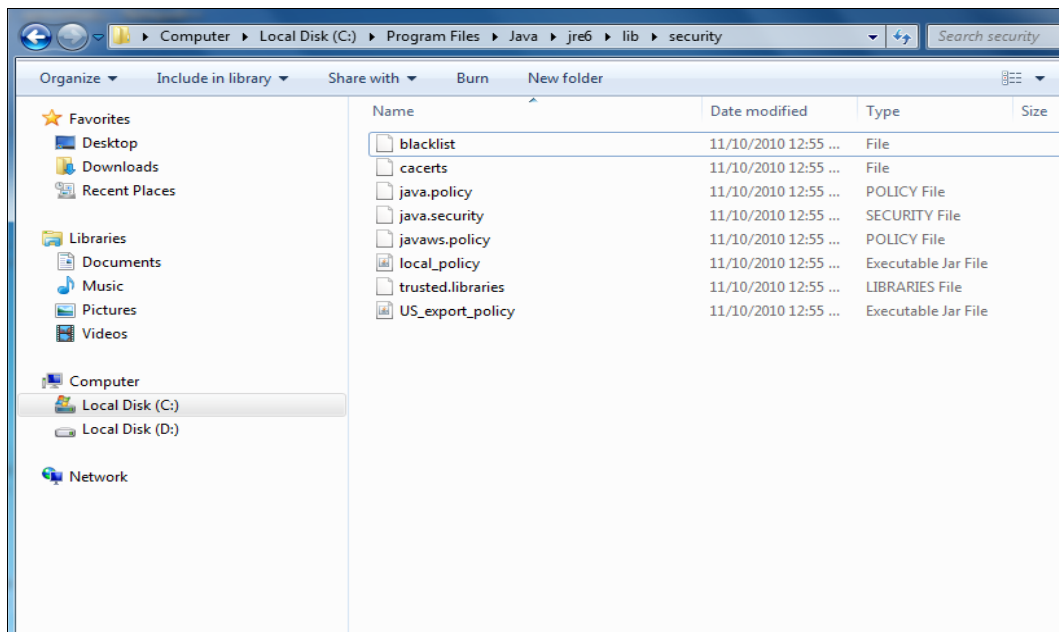 Computer Local Disk (C:) Program Files Java jre6 lib security Search security
Organize Include in library Share with Burn New folder
Favorites
Desktop
Downloads
Recent Places
Libraries
Documents
Music
Pictures
Videos
Computer
Local Disk (C:)
Local Disk (D:)
Network
Name Date modified Type Size
blacklist 11/10/2010 12:55 ... File
cacerts 11/10/2010 12:55 ... File
java.policy 11/10/2010 12:55 ... POLICY File
java.security 11/10/2010 12:55 ... SECURITY File
javaws.policy 11/10/2010 12:55 ... POLICY File
local_policy 11/10/2010 12:55 ... Executable Jar File
trusted.libraries 11/10/2010 12:55 ... LIBRARIES File
US_export_policy 11/10/2010 12:55 ... Executable Jar File